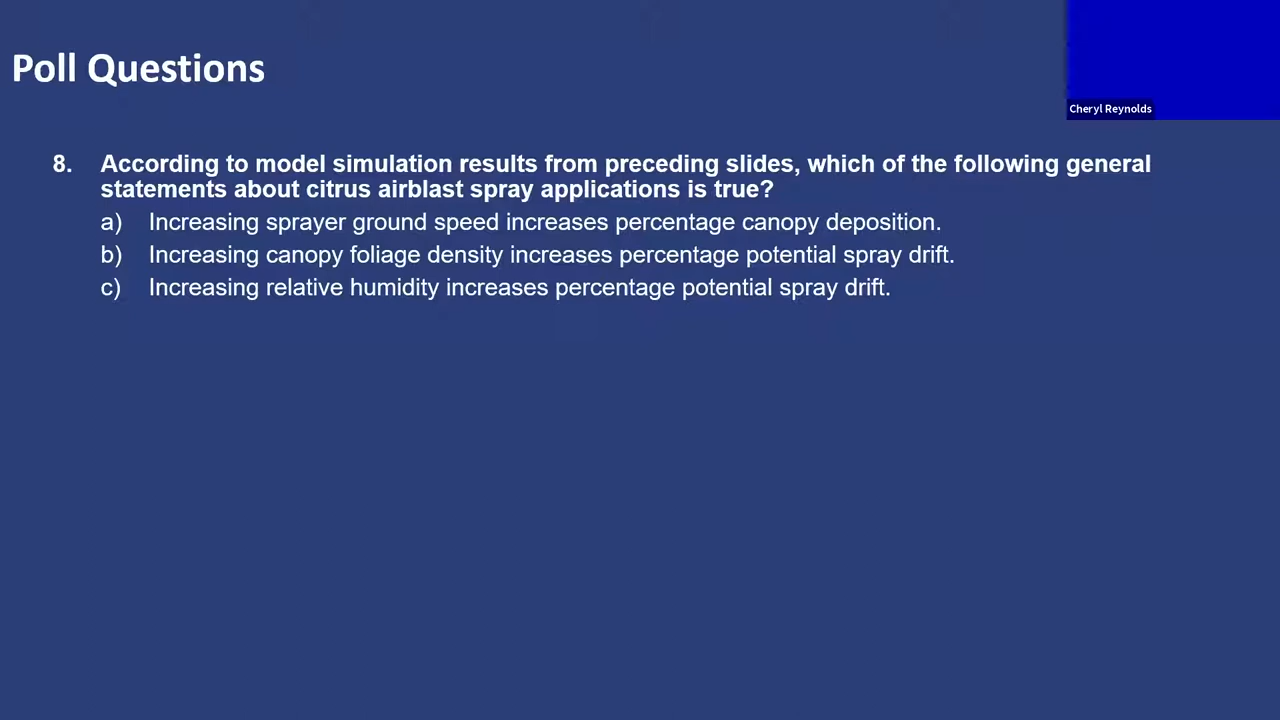 Poll Questions
Cheryl Reynolds
8. According to model simulation results from preceding slides, which of the following general
statements about citrus airblast spray applications is true?
a) Increasing sprayer ground speed increases percentage canopy deposition.
b) Increasing canopy foliage density increases percentage potential spray drift.
c) Increasing relative humidity increases percentage potential spray drift.